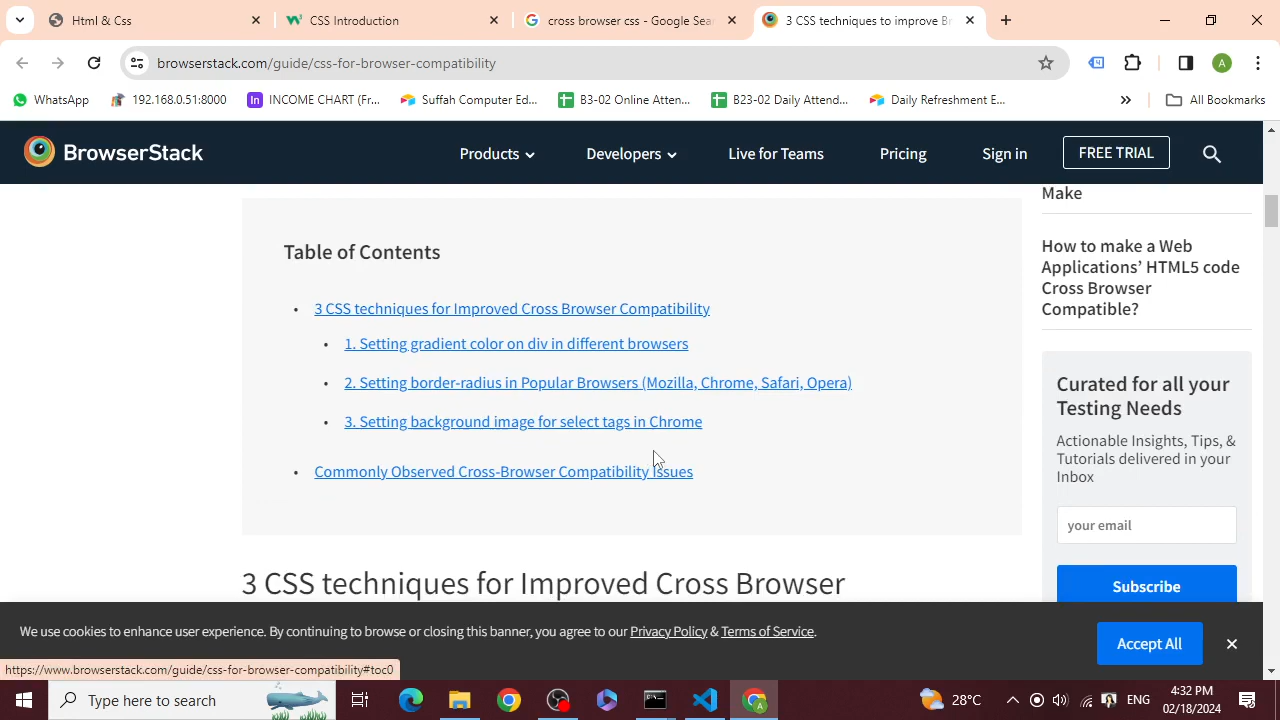 Html & Css
CSS Introduction
cross browser css - Google Sea
3 CSS techniques to improve Br
browserstack.com/guide/css-for-browser-compatibility
A
WhatsApp
192.168.0.51:8000
INCOME CHART (Fr...
Suffah Computer Ed...
B3-02 Online Atten...
B23-02 Daily Attend...
Daily Refreshment E...
All Bookmarks
BrowserStack
Products
Developers
Live for Teams
Pricing
Sign in
FREE TRIAL
Make
Table of Contents
• 3 CSS techniques for Improved Cross Browser Compatibility
• 1. Setting gradient color on div in different browsers
• 2. Setting border-radius in Popular Browsers (Mozilla, Chrome, Safari, Opera)
• 3. Setting background image for select tags in Chrome
• Commonly Observed Cross-Browser Compatibility Issues
How to make a Web
Applications’ HTML5 code
Cross Browser
Compatible?
Curated for all your
Testing Needs
Actionable Insights, Tips, &
Tutorials delivered in your
Inbox
your email
Subscribe
3 CSS techniques for Improved Cross Browser
We use cookies to enhance user experience. By continuing to browse or closing this banner, you agree to our Privacy Policy & Terms of Service.
Accept All
https://www.browserstack.com/guide/css-for-browser-compatibility#toc0
Type here to search
28°C
ENG
4:32 PM
02/18/2024